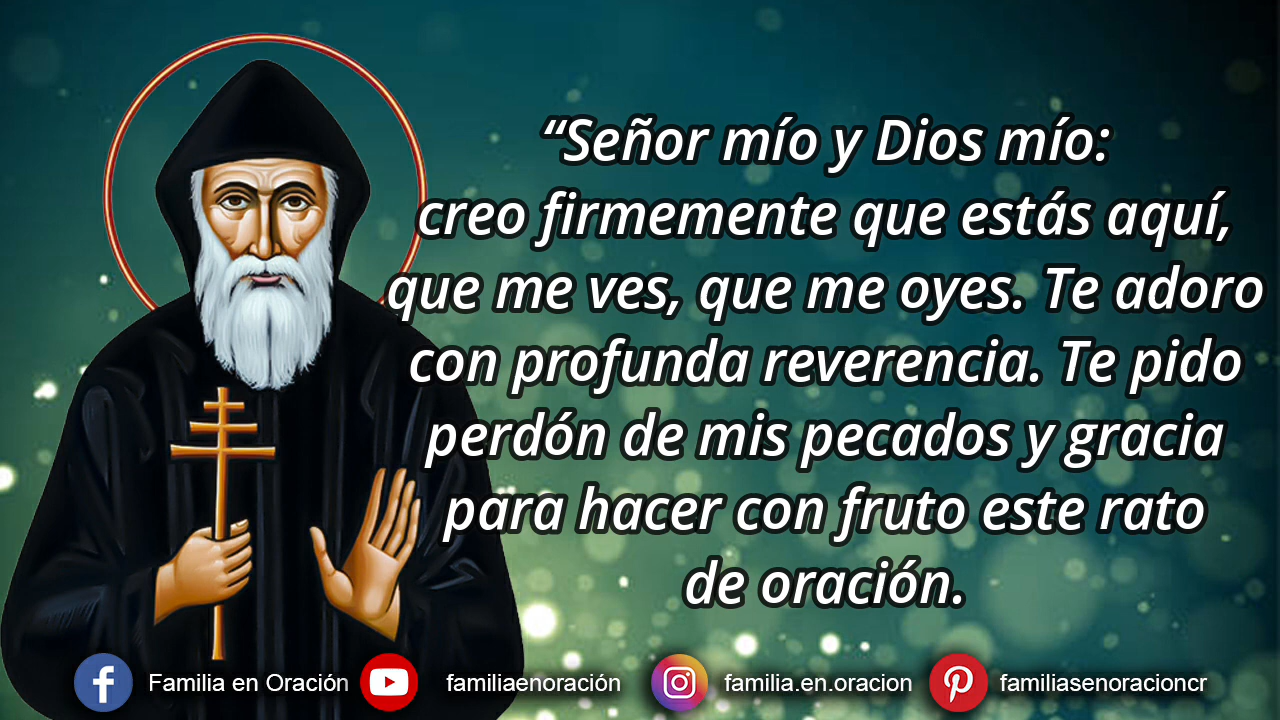 “Señor mío y Dios mío:
creo firmemente que estás aquí,
que me ves, que me oyes. Te adoro
con profunda reverencia. Te pido
perdón de mis pecados y gracia
para hacer con fruto este rato
de oración.
Familia en Oración familiaenoración familia.en.oracion familiasenoracioncr